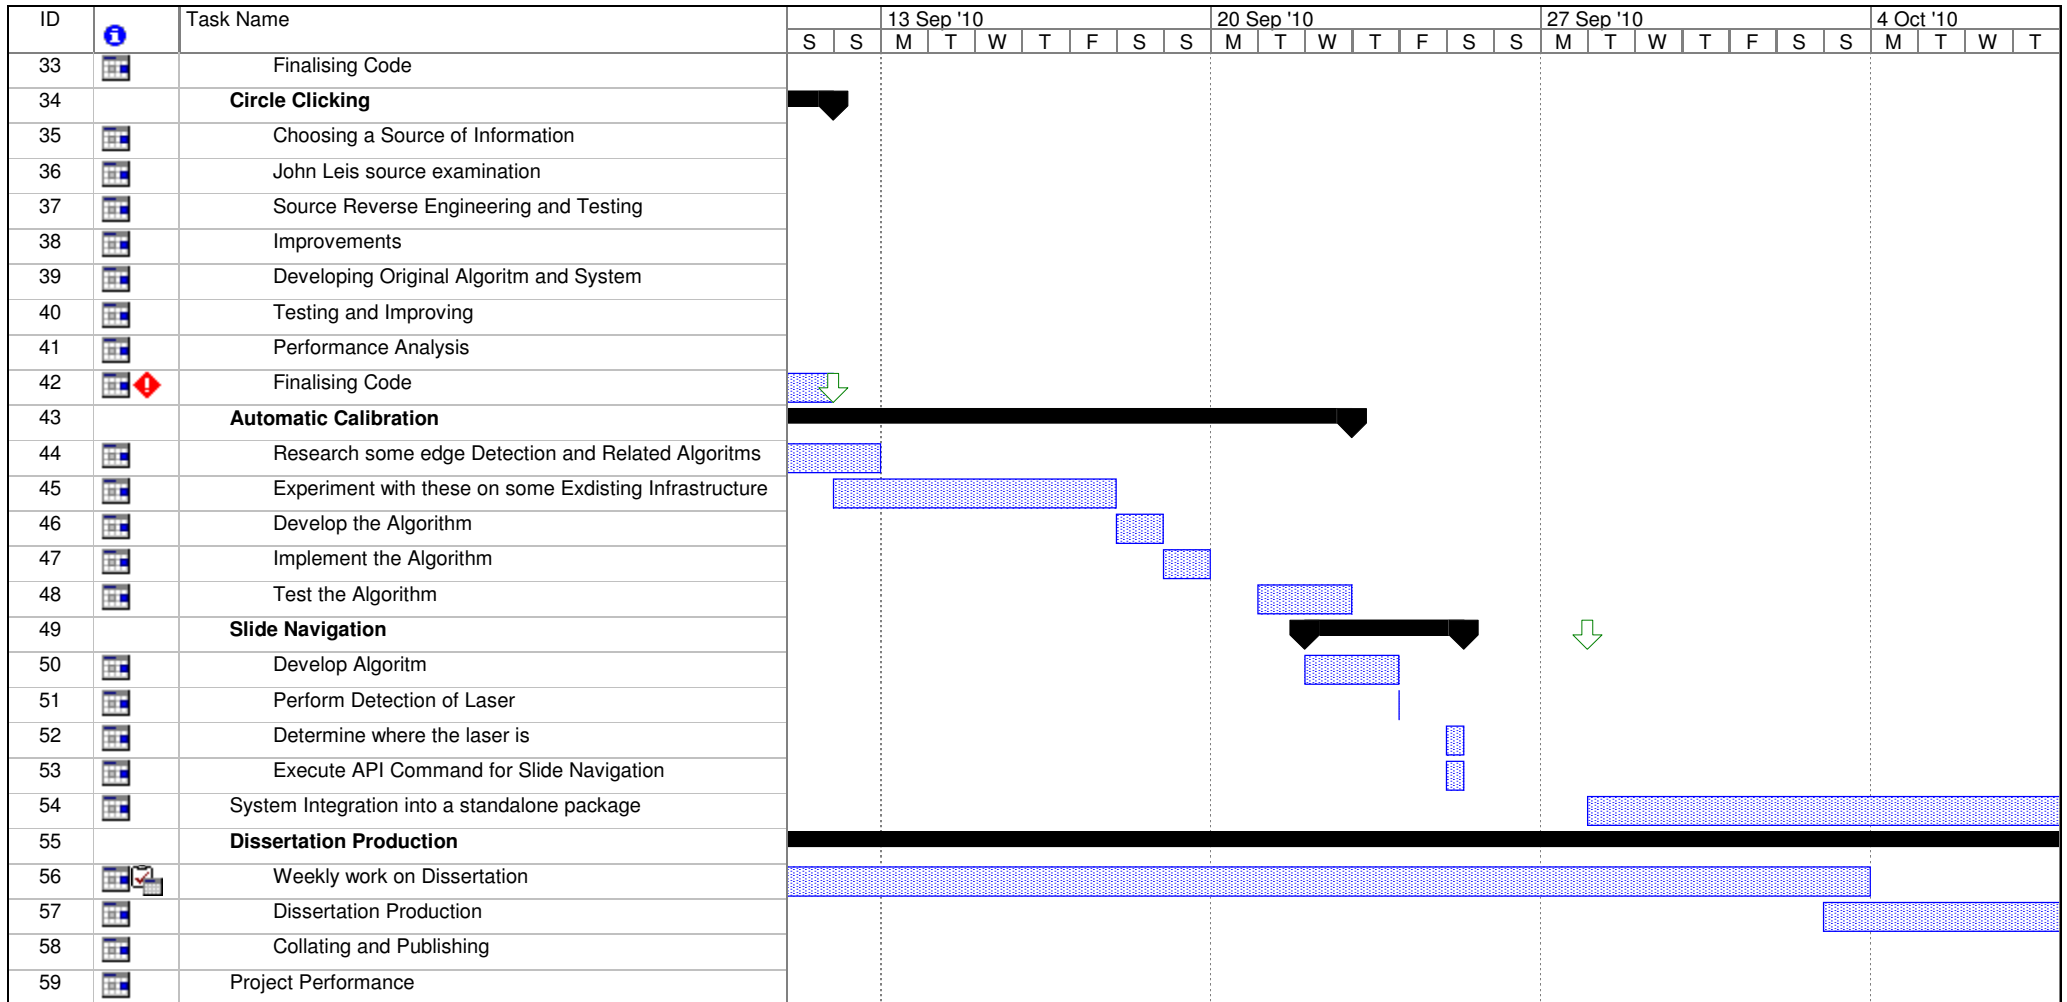 ID Task Name 13 Sep '10 20 Sep '10 27 Sep '10 4 Oct '10
S S M T W T F S S M T W T F S S M T W T F S S M T W T
33 Finalising Code
34 Circle Clicking
35 Choosing a Source of Information
36 John Leis source examination
37 Source Reverse Engineering and Testing
38 Improvements
39 Developing Original Algoritm and System
40 Testing and Improving
41 Performance Analysis
42 Finalising Code
43 Automatic Calibration
44 Research some edge Detection and Related Algoritms
45 Experiment with these on some Exdisting Infrastructure
46 Develop the Algorithm
47 Implement the Algorithm
48 Test the Algorithm
49 Slide Navigation
50 Develop Algoritm
51 Perform Detection of Laser
52 Determine where the laser is
53 Execute API Command for Slide Navigation
54 System Integration into a standalone package
55 Dissertation Production
56 Weekly work on Dissertation
57 Dissertation Production
58 Collating and Publishing
59 Project Performance